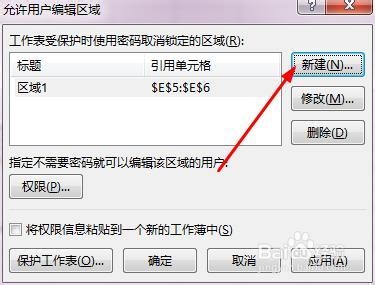 允许用户编辑区域
工作表受保护时使用密码取消锁定的区域(R):
标题 引用单元格 新建(N)...
区域1 $E$5:$E$6
修改(M)...
删除(D)
指定不需要密码就可以编辑该区域的用户:
权限(P)...
将权限信息粘贴到一个新的工作薄中(S)
保护工作表(O)... 确定 取消 应用(A)